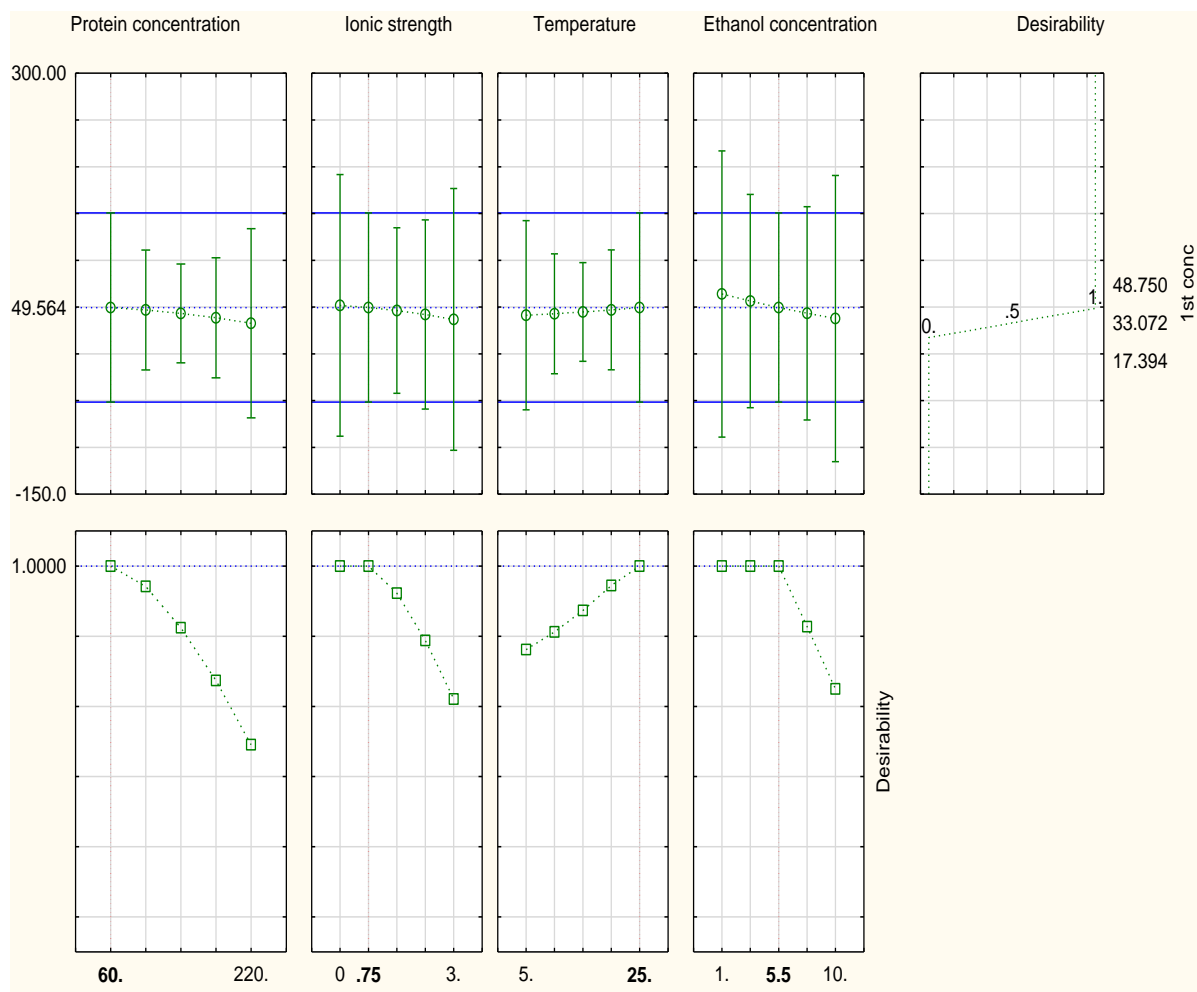 Protein concentration Ionic strength Temperature Ethanol concentration Desirability
300.00
49.564
-150.0
0. .5 1.
48.750
33.072
17.394
1st conc
1.0000
Desirability
60. 220. 0 .75 3. 5. 25. 1. 5.5 10.